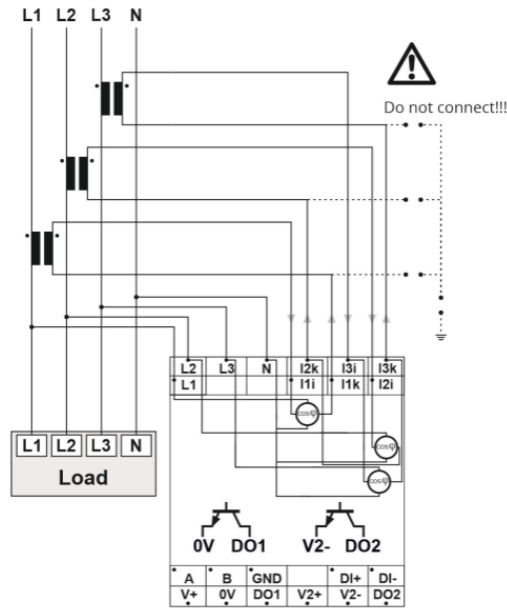 L1 L2 L3 N
Do not connect!!!
L2 L3 N I2k I3i I3k
L1 I1i I1k I2i
cosφ
cosφ
cosφ
L1 L2 L3 N
Load
0V DO1 V2- DO2
A B GND DI+ DI-
V+ 0V DO1 V2+ V2- DO2